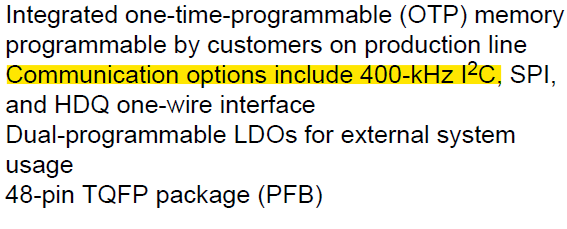 Integrated one-time-programmable (OTP) memory
programmable by customers on production line
Communication options include 400-kHz I²C, SPI,
and HDQ one-wire interface
Dual-programmable LDOs for external system
usage
48-pin TQFP package (PFB)